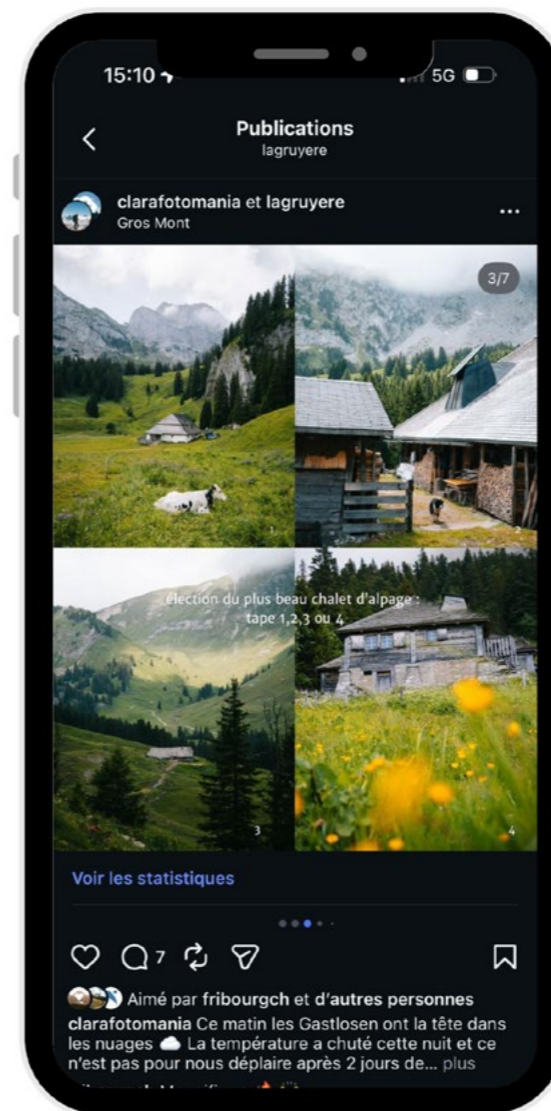 15:10
5G
Publications
lagruyere
clarafotomania et lagruyere
Gros Mont
3/7
élection du plus beau chalet d'alpage :
tape 1,2,3 ou 4
3
4
Voir les statistiques
7
Aimé par fribourgch et d'autres personnes
clarafotomania Ce matin les Gastlosen ont la tête dans
les nuages ☁️ La température a chuté cette nuit et ce
n'est pas pour nous déplaire après 2 jours de... plus